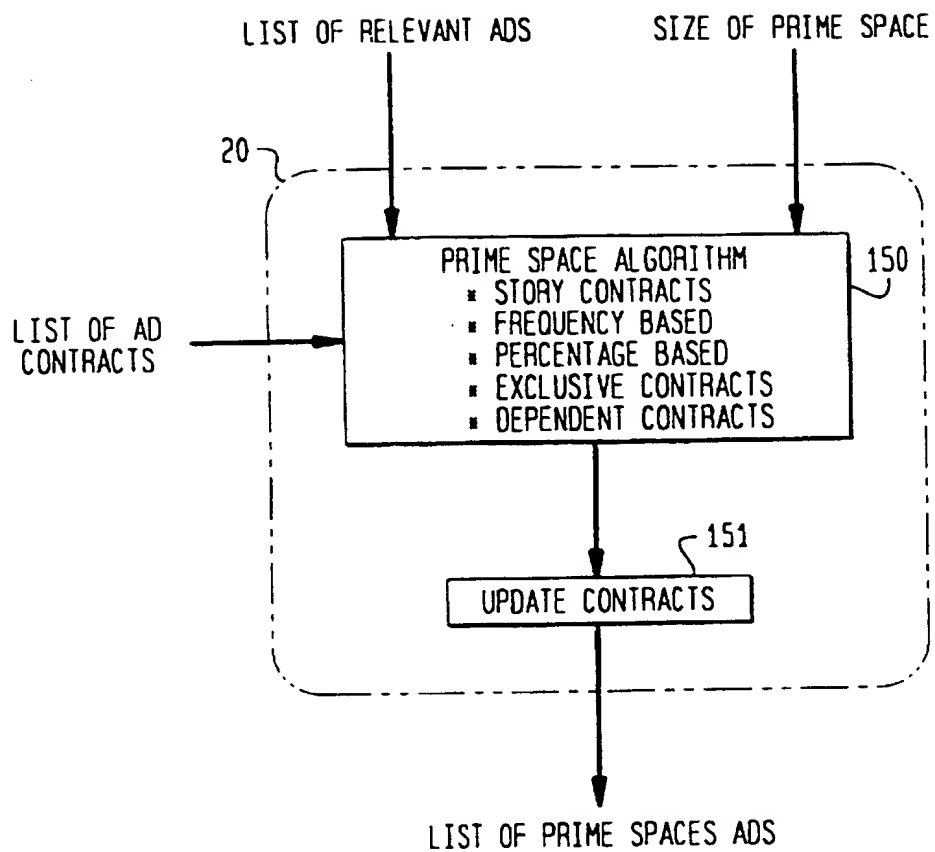 LIST OF RELEVANT ADS
SIZE OF PRIME SPACE
20
PRIME SPACE ALGORITHM
* STORY CONTRACTS
* FREQUENCY BASED
* PERCENTAGE BASED
* EXCLUSIVE CONTRACTS
* DEPENDENT CONTRACTS
150
LIST OF AD
CONTRACTS
151
UPDATE CONTRACTS
LIST OF PRIME SPACES ADS